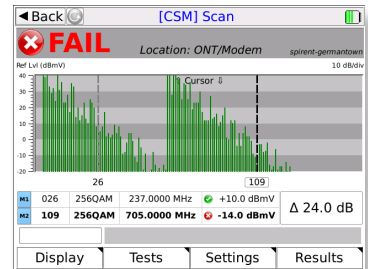 Back [CSM] Scan
FAIL Location: ONT/Modem spirent-germantown
Ref Lvl (dBmV) 10 dB/div
Cursor
40
30
20
10
0
-10
-20
26 109
M1 026 256QAM 237.0000 MHz +10.0 dBmV
M2 109 256QAM 705.0000 MHz -14.0 dBmV
Δ 24.0 dB
Display Tests Settings Results